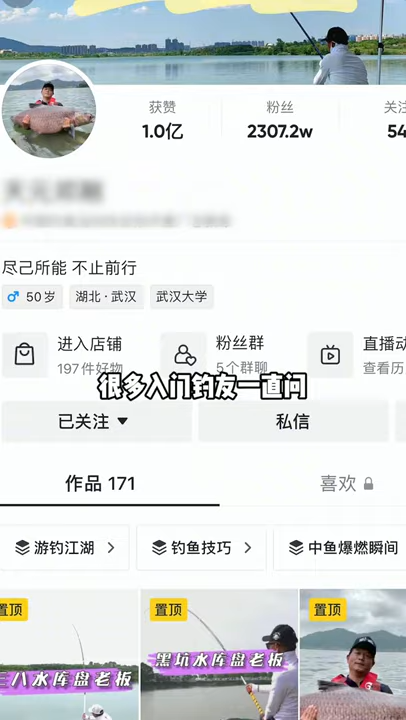 获赞 粉丝 关注
1.0亿 2307.2w 54
尽己所能 不止前行
50岁 湖北·武汉 武汉大学
进入店铺 粉丝群 直播动
197件好物 5个群聊 查看历
很多入门钓友一直问
已关注 私信
作品 171 喜欢
游钓江湖 钓鱼技巧 中鱼爆燃瞬间
置顶 置顶 置顶
三八水库盘老板 黑坑水库盘老板